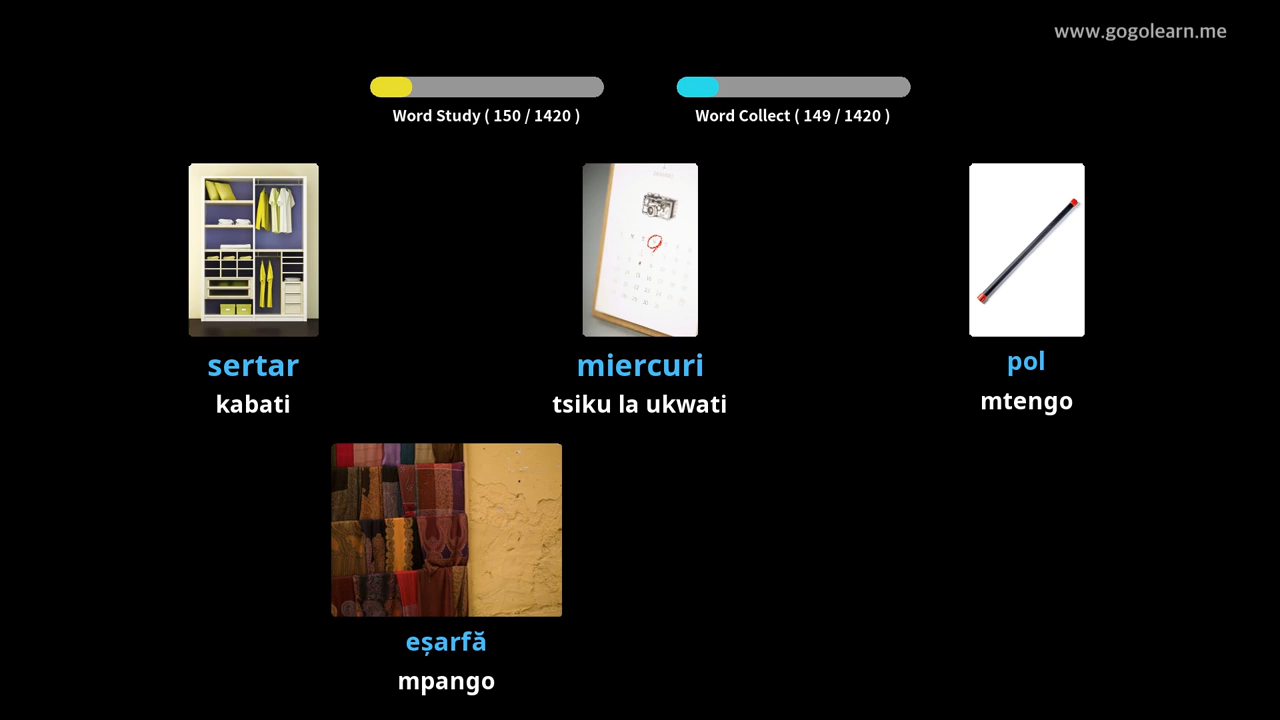 www.gogolearn.me
Word Study ( 150 / 1420 )
Word Collect ( 149 / 1420 )
sertar
kabati
miercuri
tsiku la ukwati
pol
mtengo
eșarfă
mpango